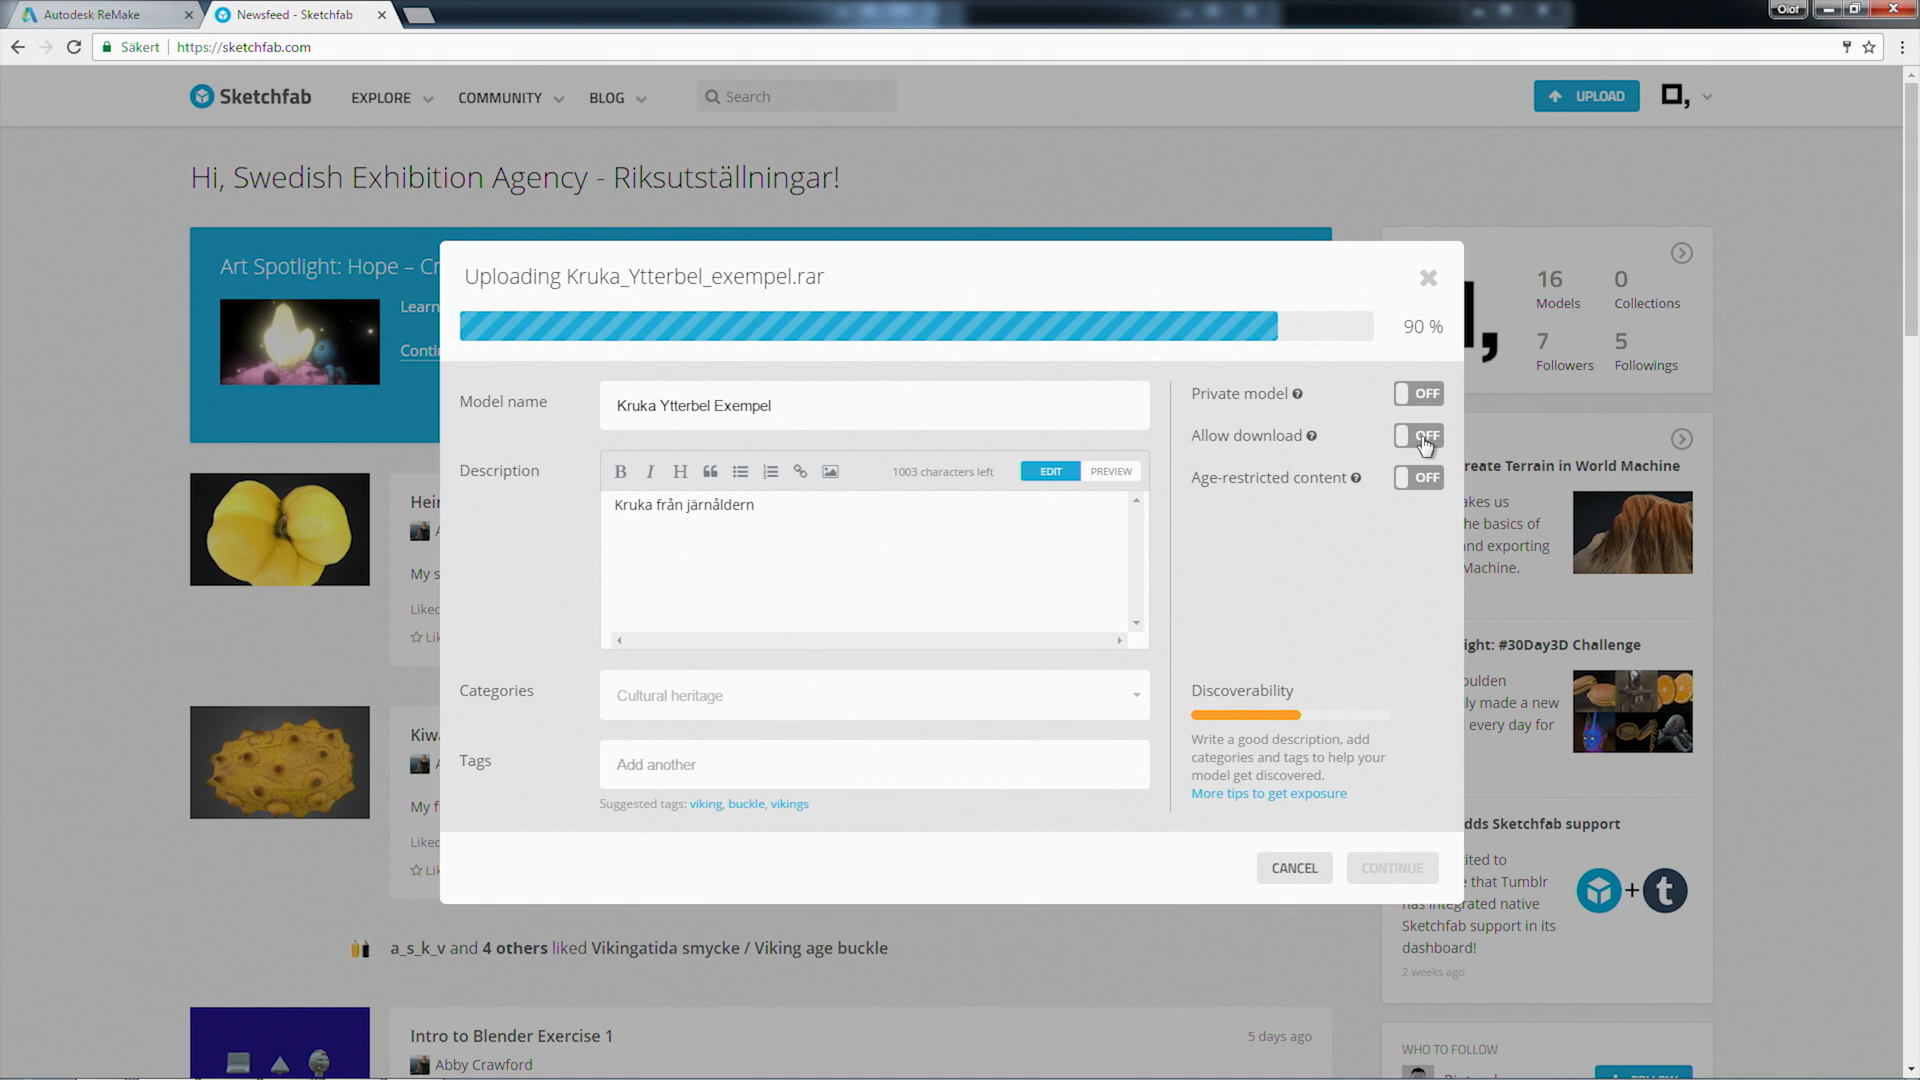 Autodesk ReMake
Newsfeed - Sketchfab
Olof
Säkert
https://sketchfab.com
Sketchfab
EXPLORE
COMMUNITY
BLOG
Search
UPLOAD
Hi, Swedish Exhibition Agency - Riksutställningar!
Art Spotlight: Hope – Cr
Learn
Conti
Uploading Kruka_Ytterbel_exempel.rar
90 %
Model name
Kruka Ytterbel Exempel
Description
B I H
1003 characters left
EDIT
PREVIEW
Kruka från järnåldern
Categories
Cultural heritage
Tags
Add another
Suggested tags: viking, buckle, vikings
Private model
OFF
Allow download
OFF
Age-restricted content
OFF
Discoverability
Write a good description, add
categories and tags to help your
model get discovered.
More tips to get exposure
CANCEL
CONTINUE
16
Models
0
Collections
7
Followers
5
Followings
reate Terrain in World Machine
akes us
the basics of
and exporting
Machine.
ight: #30Day3D Challenge
oulden
ly made a new
every day for
dds Sketchfab support
ited to
e that Tumblr
has integrated native
Sketchfab support in its
dashboard!
2 weeks ago
WHO TO FOLLOW
Hei
My s
Liked
Lik
Kiwa
My f
Liked
Lik
a_s_k_v and 4 others liked Vikingatida smycke / Viking age buckle
Intro to Blender Exercise 1
5 days ago
Abby Crawford